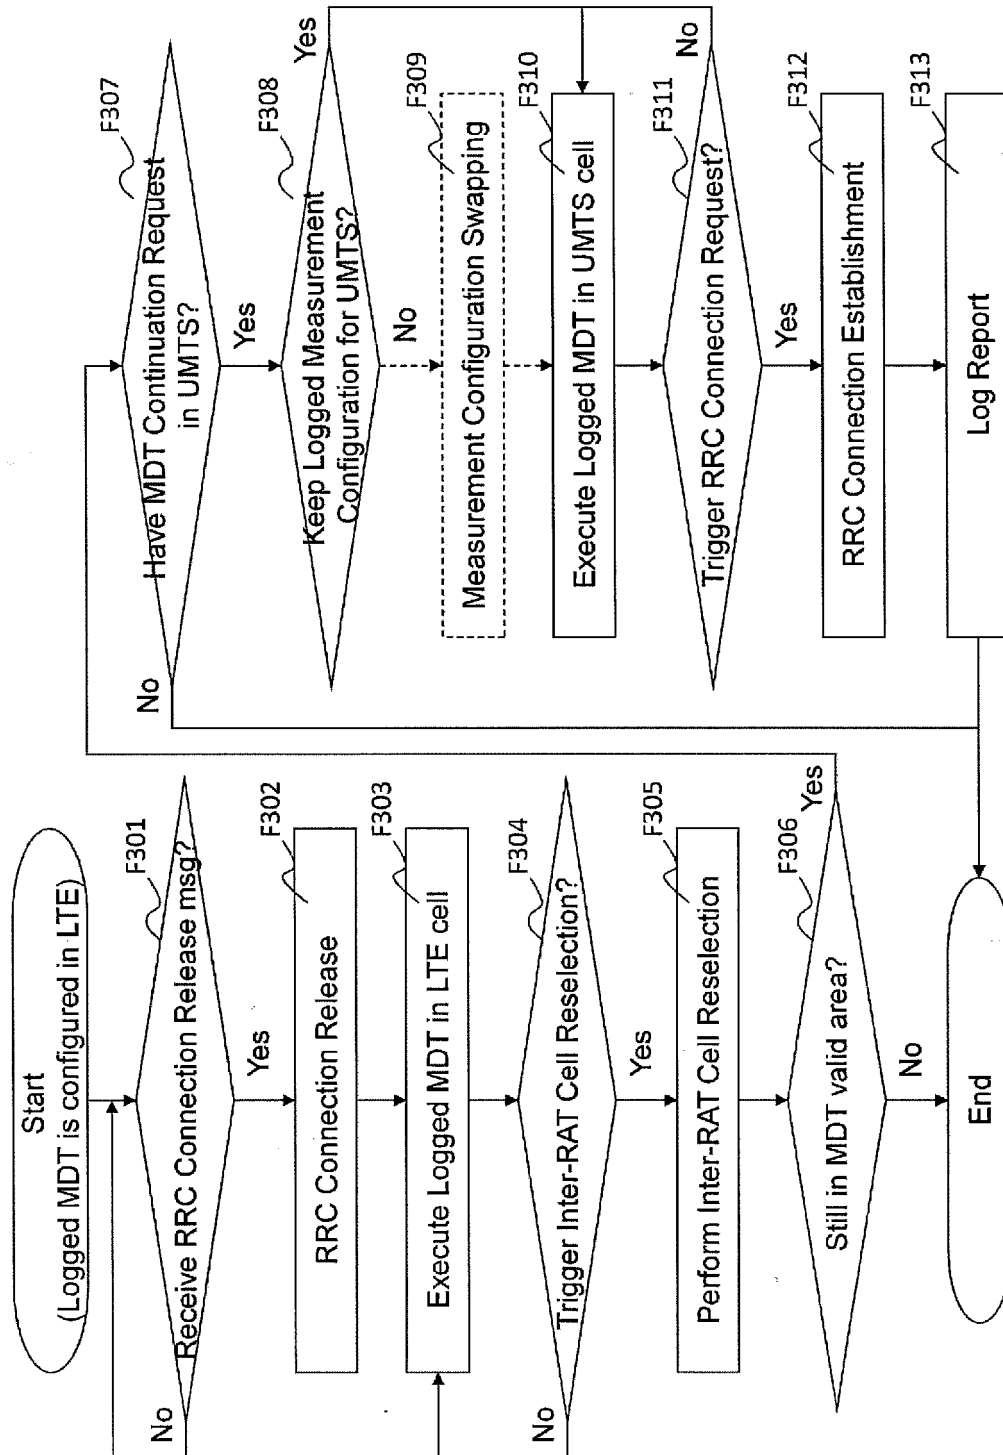 Start
(Logged MDT is configured in LTE)
F301
Receive RRC Connection Release msg?
No
Yes
F302
RRC Connection Release
F303
Execute Logged MDT in LTE cell
F304
Trigger Inter-RAT Cell Reselection?
No
Yes
F305
Perform Inter-RAT Cell Reselection
F306
Still in MDT valid area?
Yes
No
End
F307
Have MDT Continuation Request
in UMTS?
No
Yes
F308
Keep Logged Measurement
Configuration for UMTS?
Yes
No
F309
Measurement Configuration Swapping
F310
Execute Logged MDT in UMTS cell
F311
Trigger RRC Connection Request?
No
Yes
F312
RRC Connection Establishment
F313
Log Report